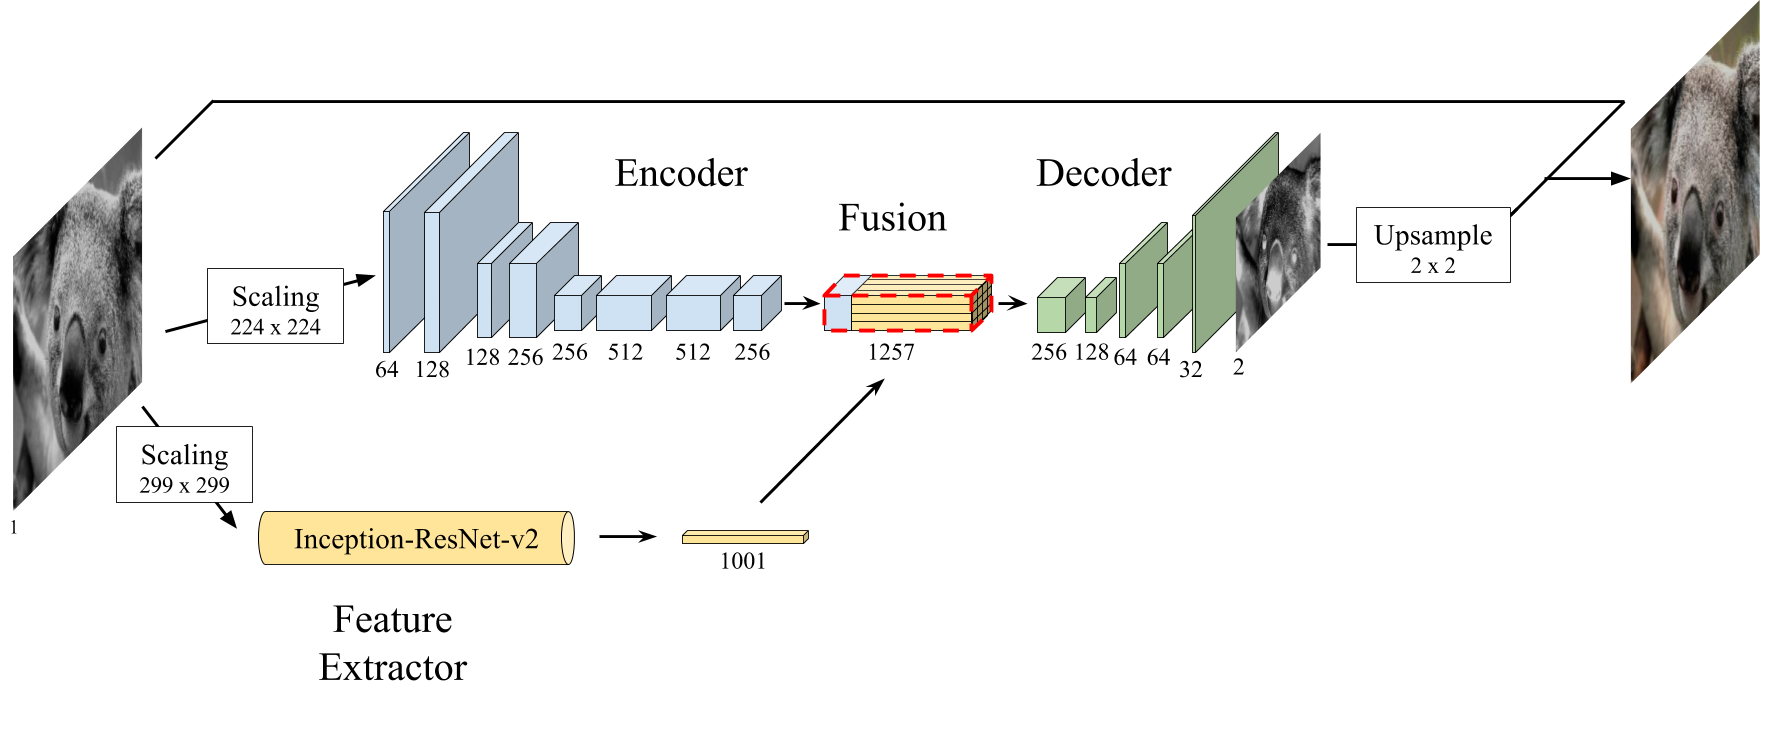 Encoder
Decoder
Fusion
Scaling
224 x 224
Upsample
2 x 2
64
128
128
256
256
512
512
256
1257
256
128
64
64
32
2
Scaling
299 x 299
1
Inception-ResNet-v2
1001
Feature
Extractor